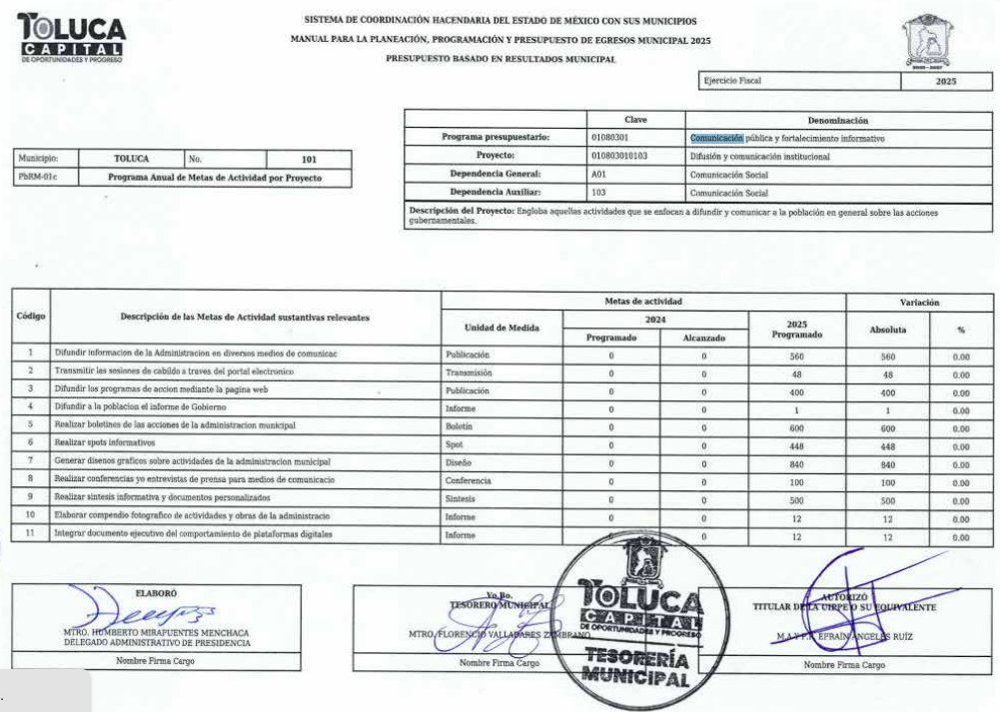 TOLUCA
CAPITAL
DE OPORTUNIDADES Y PROGRESO
SISTEMA DE COORDINACIÓN HACENDARIA DEL ESTADO DE MÉXICO CON SUS MUNICIPIOS
MANUAL PARA LA PLANEACIÓN, PROGRAMACIÓN Y PRESUPUESTO DE EGRESOS MUNICIPAL 2025
PRESUPUESTO BASADO EN RESULTADOS MUNICIPAL
Ejercicio Fiscal 2025
Municipio: TOLUCA No. 101
PbRM-01c Programa Anual de Metas de Actividad por Proyecto
Clave Denominación
Programa presupuestario: 01080301 Comunicación pública y fortalecimiento informativo
Proyecto: 010803010103 Difusión y comunicación institucional
Dependencia General: A01 Comunicación Social
Dependencia Auxiliar: 103 Comunicación Social
Descripción del Proyecto: Engloba aquellas actividades que se enfocan a difundir y comunicar a la población en general sobre las acciones
gubernamentales.
Código Descripción de las Metas de Actividad sustantivas relevantes Metas de actividad Variación
Unidad de Medida 2024 2025 Programado Absoluta %
Programado Alcanzado
1 Difundir informacion de la Administracion en diversos medios de comunicac Publicación 0 0 560 560 0.00
2 Transmitir las sesiones de cabildo a traves del portal electronico Transmisión 0 0 48 48 0.00
3 Difundir los programas de accion mediante la pagina web Publicación 0 0 400 400 0.00
4 Difundir a la poblacion el informe de Gobierno Informe 0 0 1 1 0.00
5 Realizar boletines de las acciones de la administracion municipal Boletín 0 0 600 600 0.00
6 Realizar spots informativos Spot 0 0 448 448 0.00
7 Generar disenos graficos sobre actividades de la administracion municipal Diseño 0 0 840 840 0.00
8 Realizar conferencias yo entrevistas de prensa para medios de comunicacio Conferencia 0 0 100 100 0.00
9 Realizar sintesis informativa y documentos personalizados Síntesis 0 0 500 500 0.00
10 Elaborar compendio fotografico de actividades y obras de la administracio Informe 0 0 12 12 0.00
11 Integrar documento ejecutivo del comportamiento de plataformas digitales Informe 0 0 12 12 0.00
ELABORÓ
MTRO. HUMBERTO MIRAFUENTES MENCHACA
DELEGADO ADMINISTRATIVO DE PRESIDENCIA
Nombre Firma Cargo
Vo.Bo.
TESORERO MUNICIPAL
MTRO. FLORENCIO VALLADARES ZAMBRANO
Nombre Firma Cargo
TOLUCA
CAPITAL
DE OPORTUNIDADES Y PROGRESO
TESORERÍA
MUNICIPAL
AUTORIZÓ
TITULAR DE LA UIPPE O SU EQUIVALENTE
EFRAÍN ÁNGELES RUÍZ
Nombre Firma Cargo